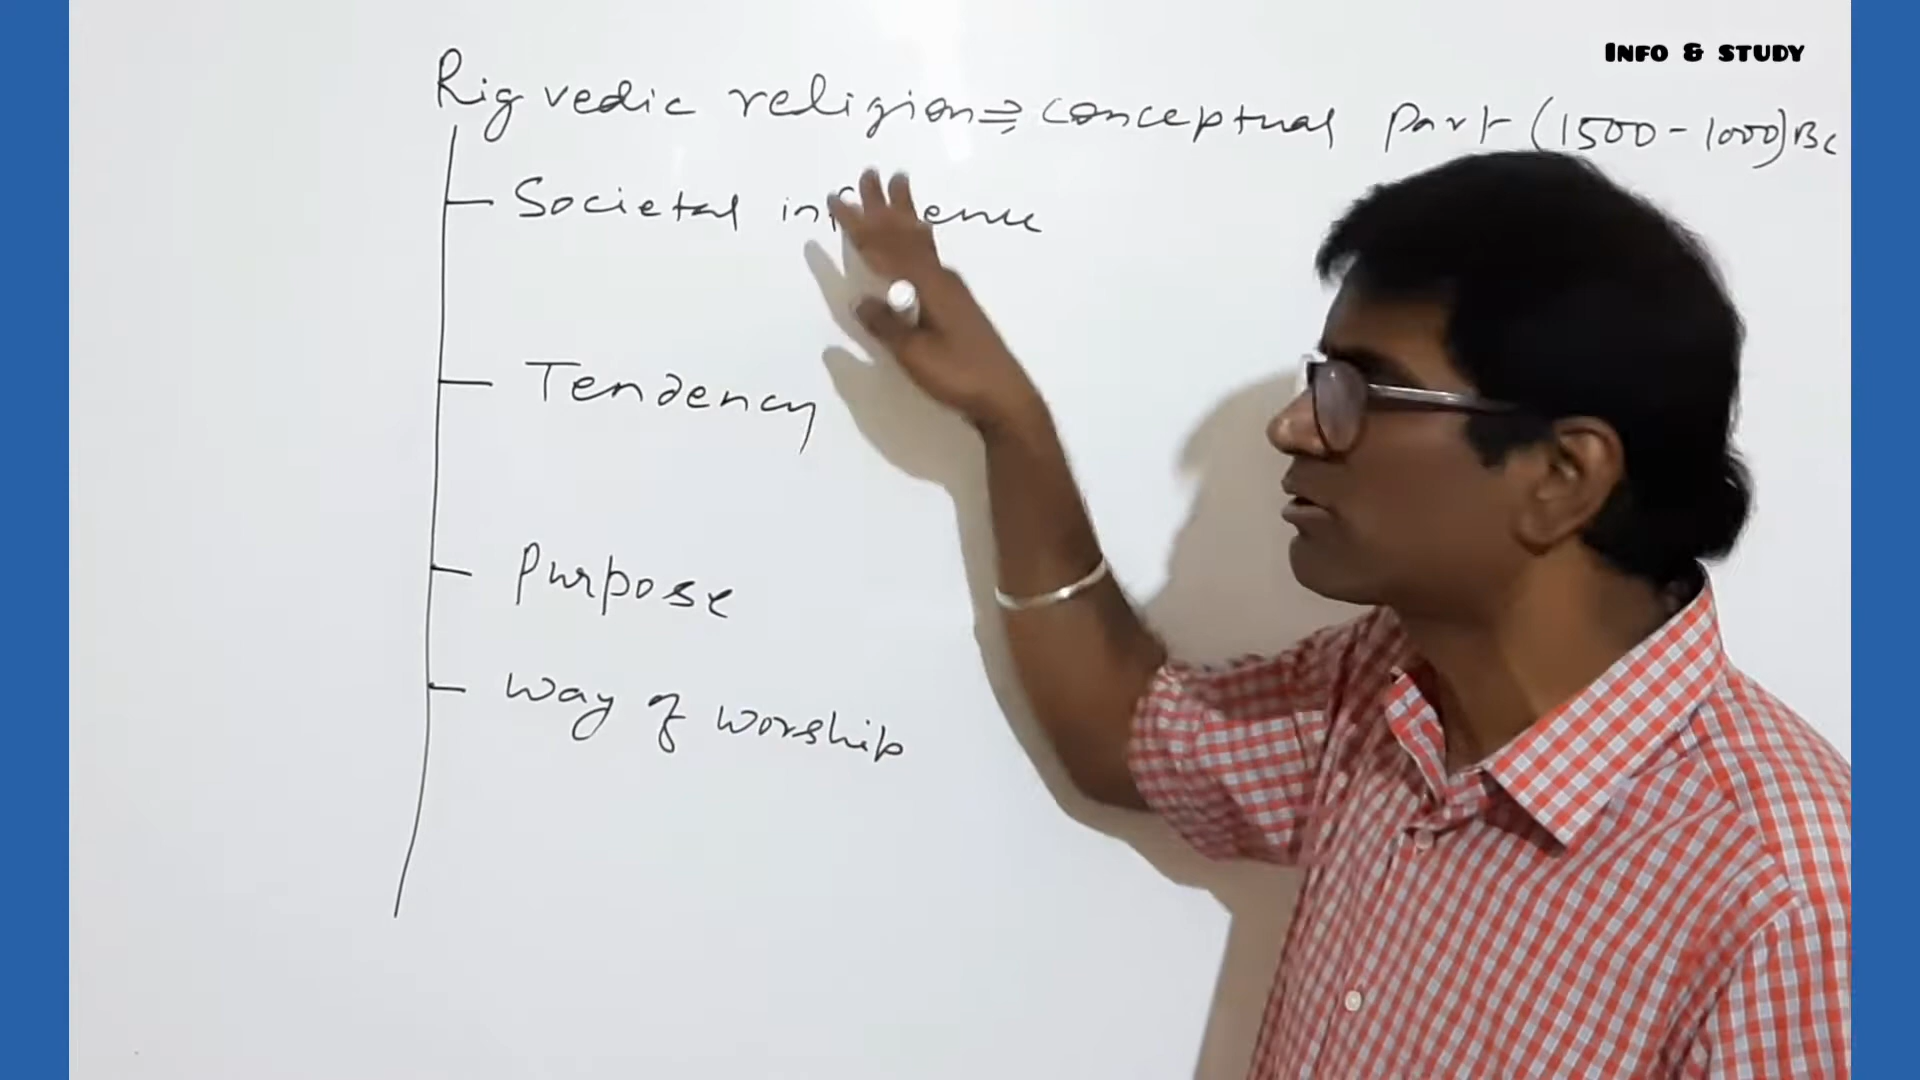 INFO & STUDY
Rig vedic religion ⇒ conceptual part (1500-1000) BC
Societal
Tendency
Purpose
way of worship